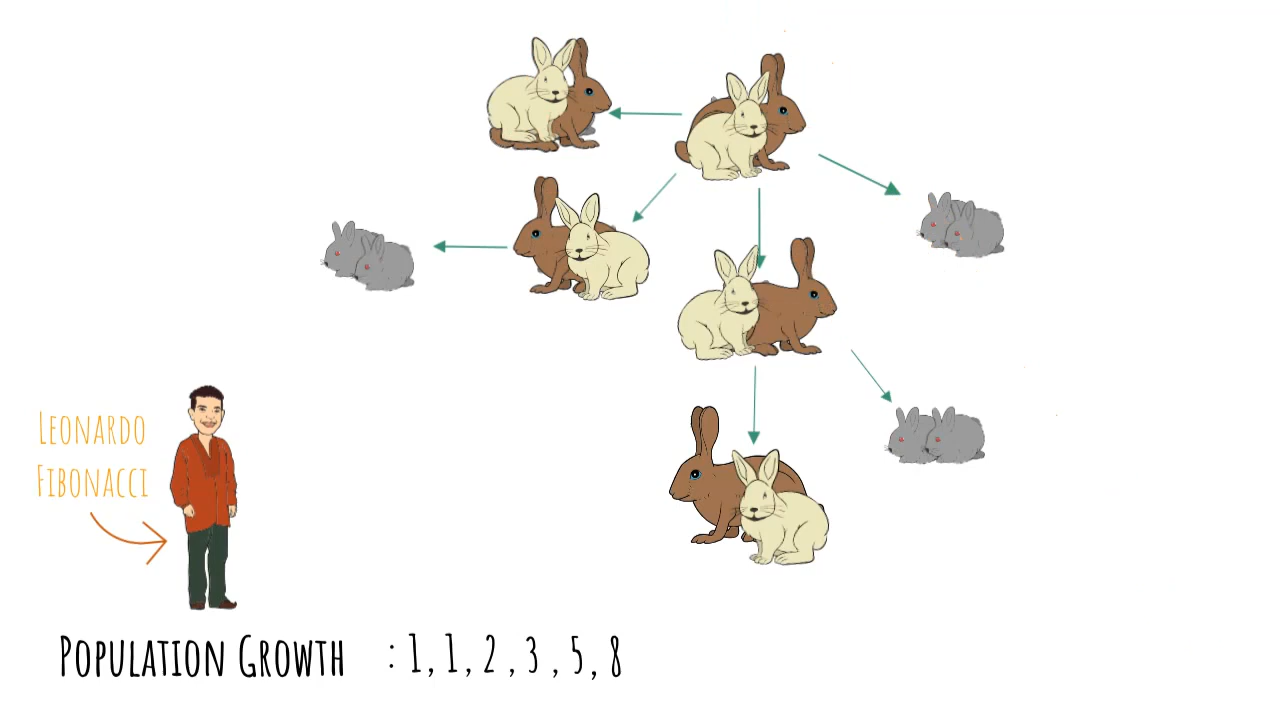 Leonardo
Fibonacci
Population Growth : 1, 1, 2, 3, 5, 8